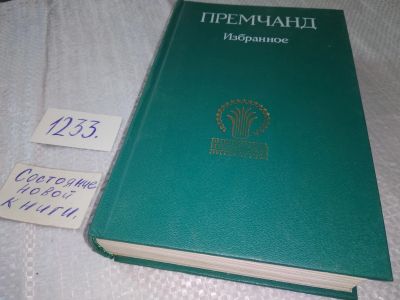 ПРЕМЧАНД
Избранное
1233.
Состояние
новой
книги.